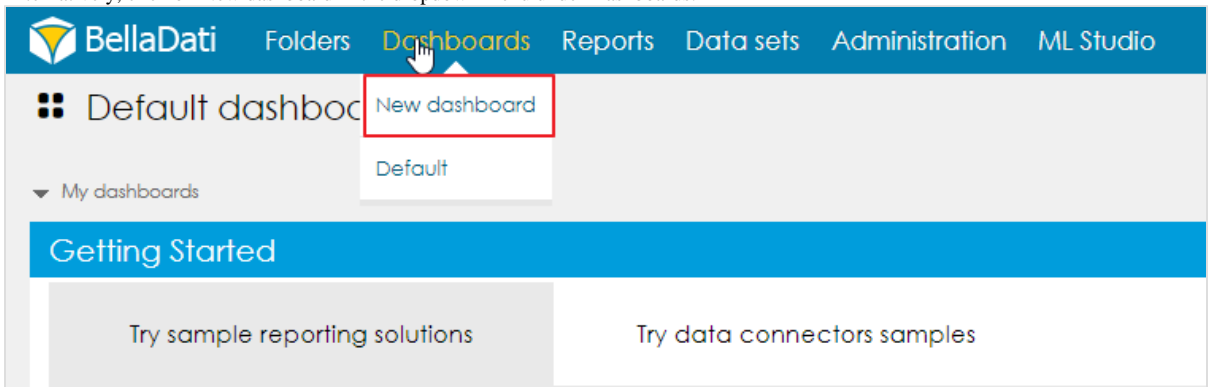 BellaDati Folders Dashboards Reports Data sets Administration ML Studio
Default dashboa
New dashboard
Default
My dashboards
Getting Started
Try sample reporting solutions Try data connectors samples